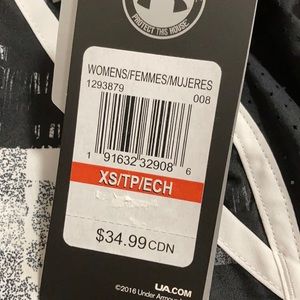 PROTECT THIS HOUSE
WOMENS/FEMMES/MUJERES
1293879 008
1 91632 32908 6
XS/TP/ECH
$34.99CDN
UA.COM
©2016 Under Armour